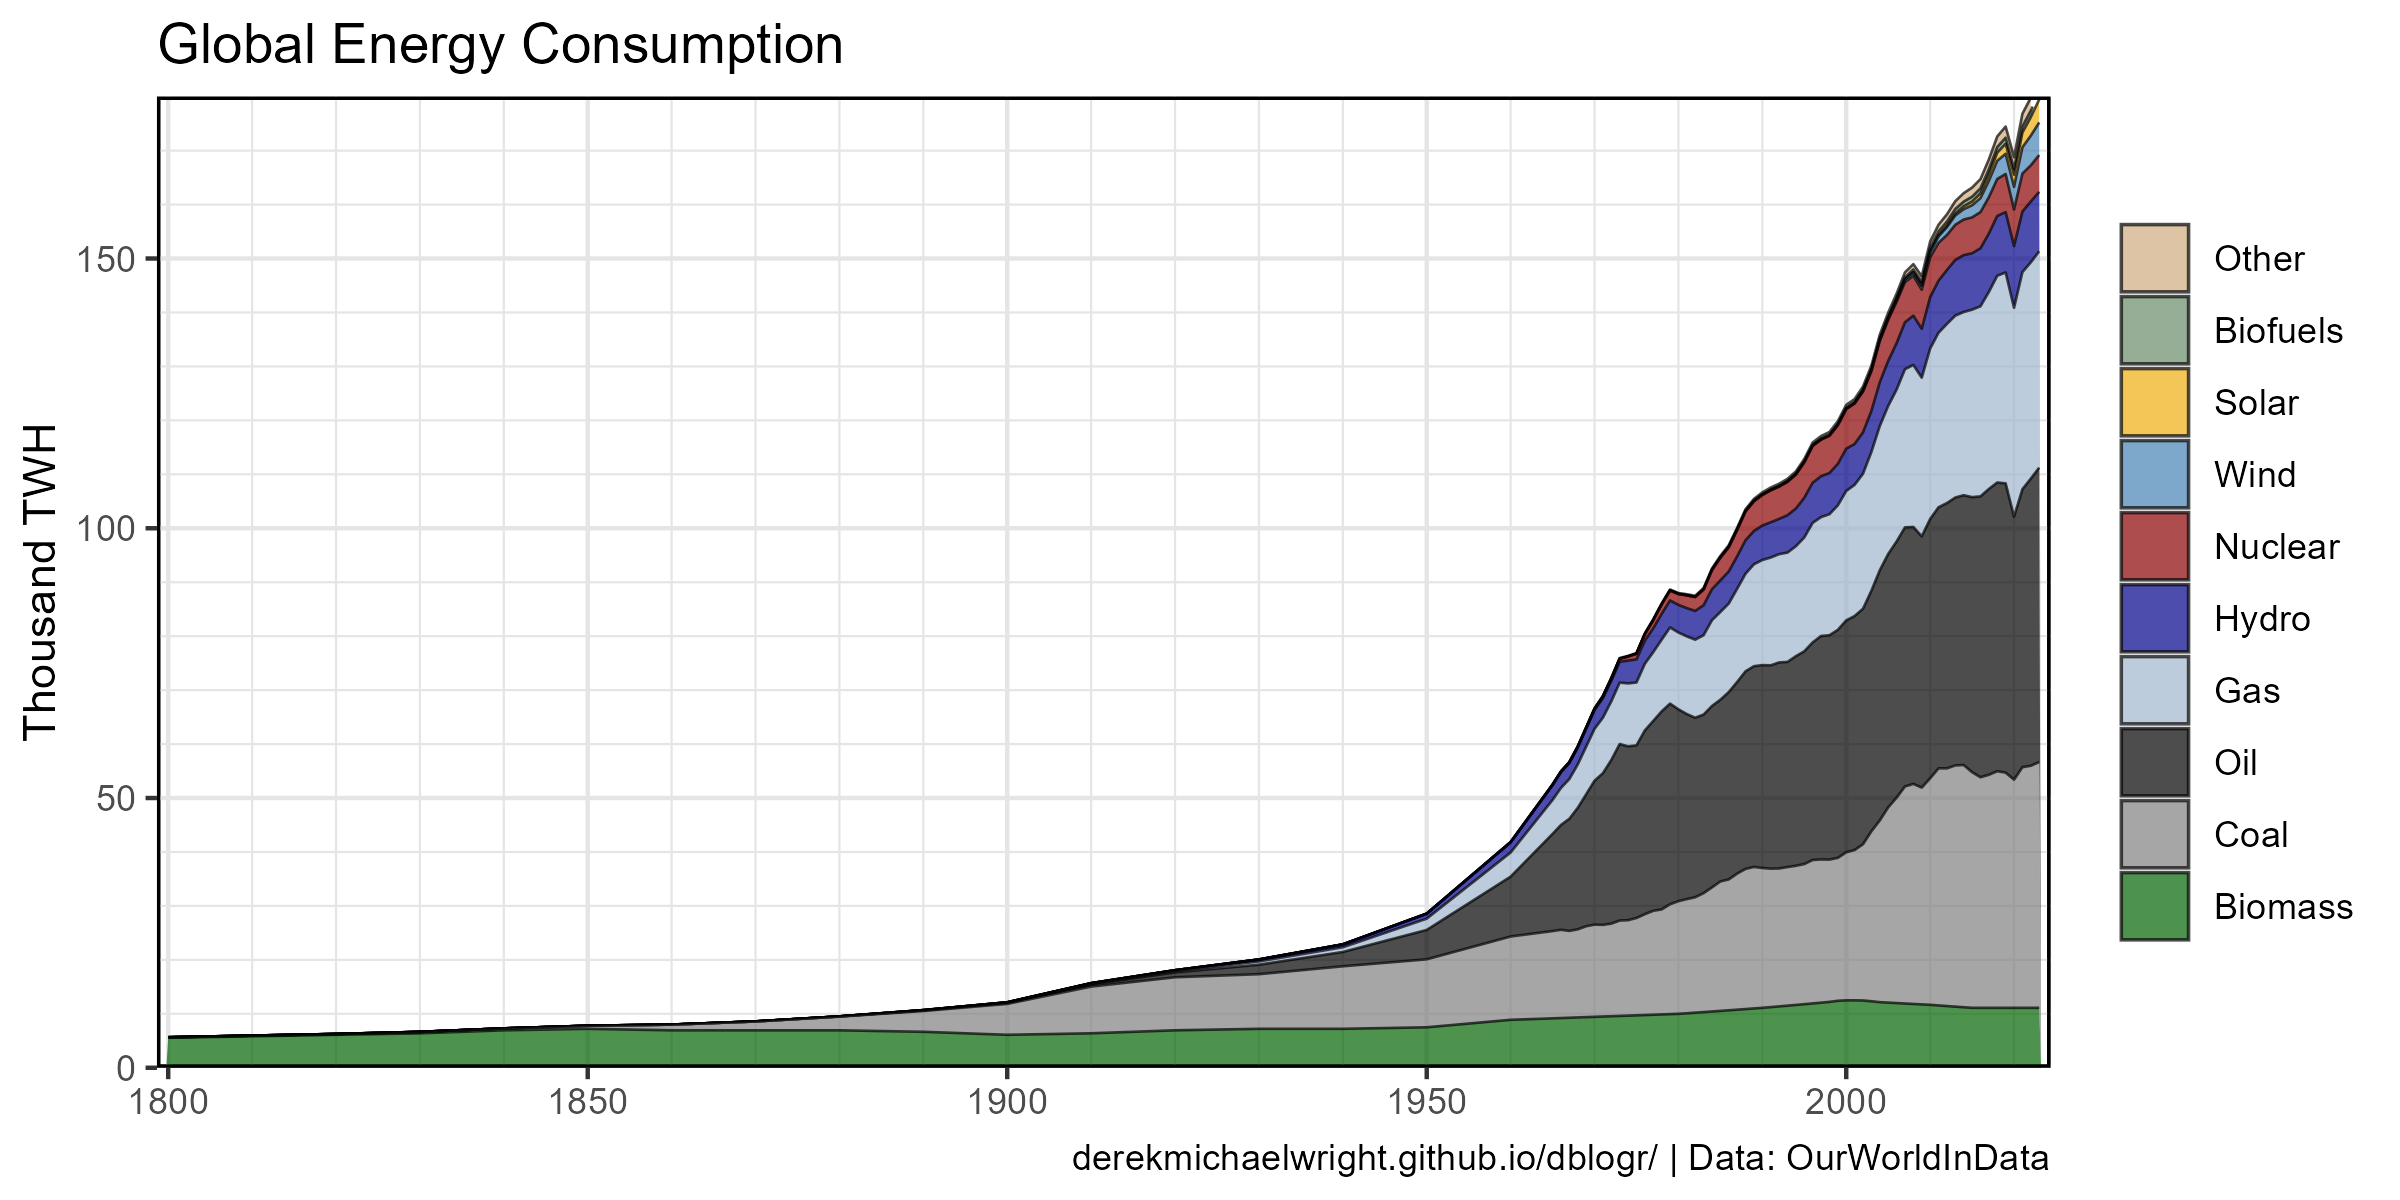 Global Energy Consumption
Thousand TWH
150
100
50
0
1800
1850
1900
1950
2000
Other
Biofuels
Solar
Wind
Nuclear
Hydro
Gas
Oil
Coal
Biomass
derekmichaelwright.github.io/dblogr/ | Data: OurWorldInData